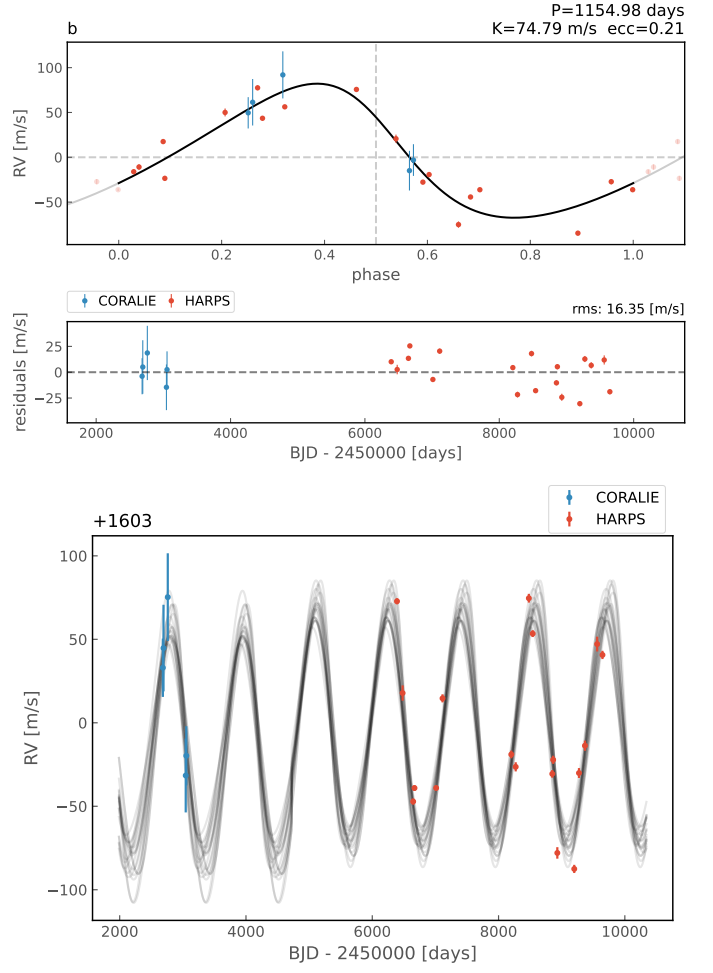 P=1154.98 days
b
K=74.79 m/s ecc=0.21
100
50
0
−50
RV [m/s]
0.0 0.2 0.4 0.6 0.8 1.0
phase
CORALIE HARPS
rms: 16.35 [m/s]
25
0
−25
residuals [m/s]
2000 4000 6000 8000 10000
BJD - 2450000 [days]
CORALIE
HARPS
+1603
100
50
0
−50
−100
RV [m/s]
2000 4000 6000 8000 10000
BJD - 2450000 [days]